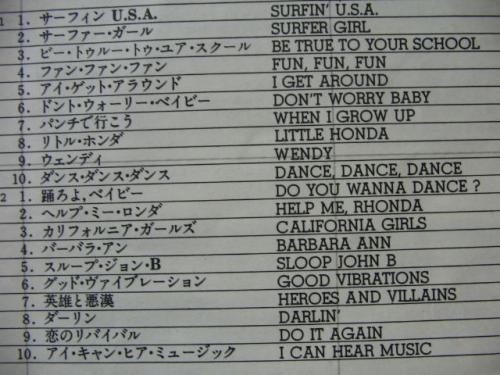 1 1. サーフィン U.S.A. SURFIN' U.S.A.
2. サーファー・ガール SURFER GIRL
3. ビー・トゥルー・トゥ・ユア・スクール BE TRUE TO YOUR SCHOOL
4. ファン・ファン・ファン FUN, FUN, FUN
5. アイ・ゲット・アラウンド I GET AROUND
6. ドント・ウォーリー・ベイビー DON'T WORRY BABY
7. パンチで行こう WHEN I GROW UP
8. リトル・ホンダ LITTLE HONDA
9. ウェンディ WENDY
10. ダンス・ダンス・ダンス DANCE, DANCE, DANCE
2 1. 踊ろよ,ベイビー DO YOU WANNA DANCE ?
2. ヘルプ・ミー・ロンダ HELP ME, RHONDA
3. カリフォルニア・ガールズ CALIFORNIA GIRLS
4. バーバラ・アン BARBARA ANN
5. スループ・ジョン・B SLOOP JOHN B
6. グッド・ヴァイブレーション GOOD VIBRATIONS
7. 英雄と悪漢 HEROES AND VILLAINS
8. ダーリン DARLIN'
9. 恋のリバイバル DO IT AGAIN
10. アイ・キャン・ヒア・ミュージック I CAN HEAR MUSIC